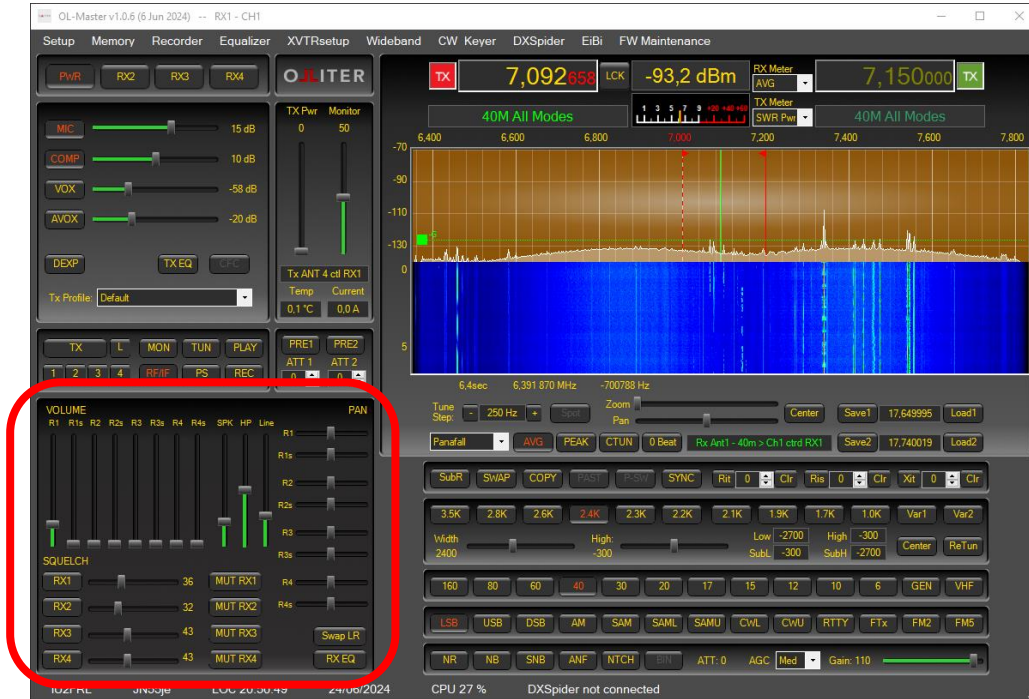 OL-Master v1.0.6 (6 Jun 2024) -- RX1 - CH1
Setup Memory Recorder Equalizer XVTRsetup Wideband CW Keyer DXSpider EiBi FW Maintenance
PWR RX2 RX3 RX4
TX 7,092658 LCK -93,2 dBm RX Meter AVG 7,150000 TX
TX Meter SWR Pwr
40M All Modes 1 3 5 7 9 +20 +40 +60 40M All Modes
TX Pwr Monitor
0 50
MIC 15 dB
COMP 10 dB
VOX -58 dB
AVOX -20 dB
DEXP TX EQ CFC
Tx Profile: Default
Tx ANT 4 ctl RX1
Temp Current
0,1 °C 0,0 A
6,400 6,600 6,800 7,000 7,200 7,400 7,600 7,800
-70
-90
-110
-130
-G
0
5
6,4sec 6,391 870 MHz -700788 Hz
TX L MON TUN PLAY
1 2 3 4 RF/IF PS REC
PRE1 PRE2
ATT 1 ATT 2
0 0
VOLUME PAN
R1 R1s R2 R2s R3 R3s R4 R4s SPK HP Line
R1
R1s
R2
R2s
R3
R3s
R4
R4s
SQUELCH
RX1 36 MUT RX1
RX2 32 MUT RX2
RX3 43 MUT RX3 Swap LR
RX4 43 MUT RX4 RX EQ
Tune Step: - 250 Hz + Spot Zoom Pan Center Save1 17,649995 Load1
Panafall AVG PEAK CTUN 0 Beat Rx Ant1 - 40m > Ch1 ctrd RX1 Save2 17,740019 Load2
SubR SWAP COPY PAST P-SW SYNC Rit 0 Clr Ris 0 Clr Xit 0 Clr
3.5K 2.8K 2.6K 2.4K 2.3K 2.2K 2.1K 1.9K 1.7K 1.0K Var1 Var2
Width High: Low -2700 High -300
2400 -300 SubL -300 SubH -2700 Center ReTun
160 80 60 40 30 20 17 15 12 10 6 GEN VHF
LSB USB DSB AM SAM SAML SAMU CWL CWU RTTY FTx FM2 FM5
NR NB SNB ANF NTCH BIN ATT: 0 AGC Med Gain: 110
IU2FRL JN55je LOC 20:50:49 24/06/2024 CPU 27 % DXSpider not connected